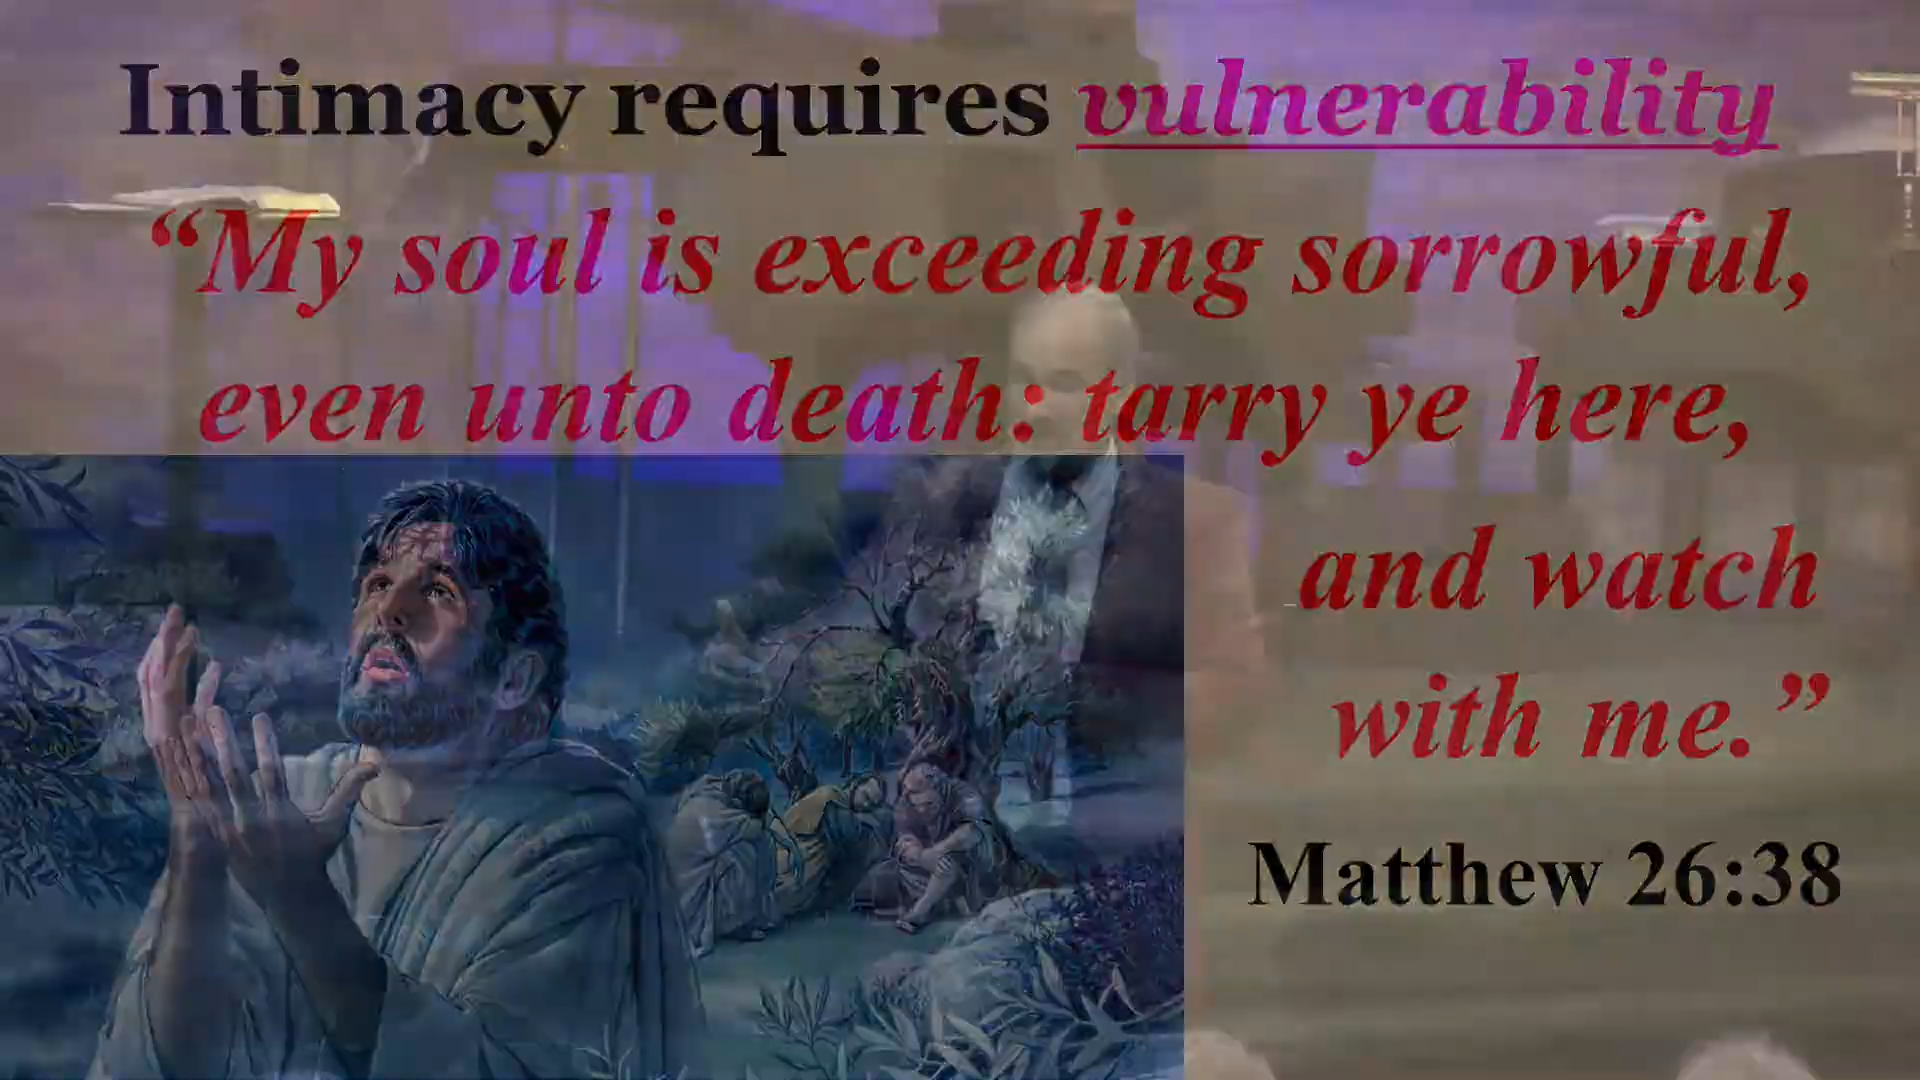 Intimacy requires vulnerability
“My soul is exceeding sorrowful,
even unto death: tarry ye here,
and watch
with me.”
Matthew 26:38